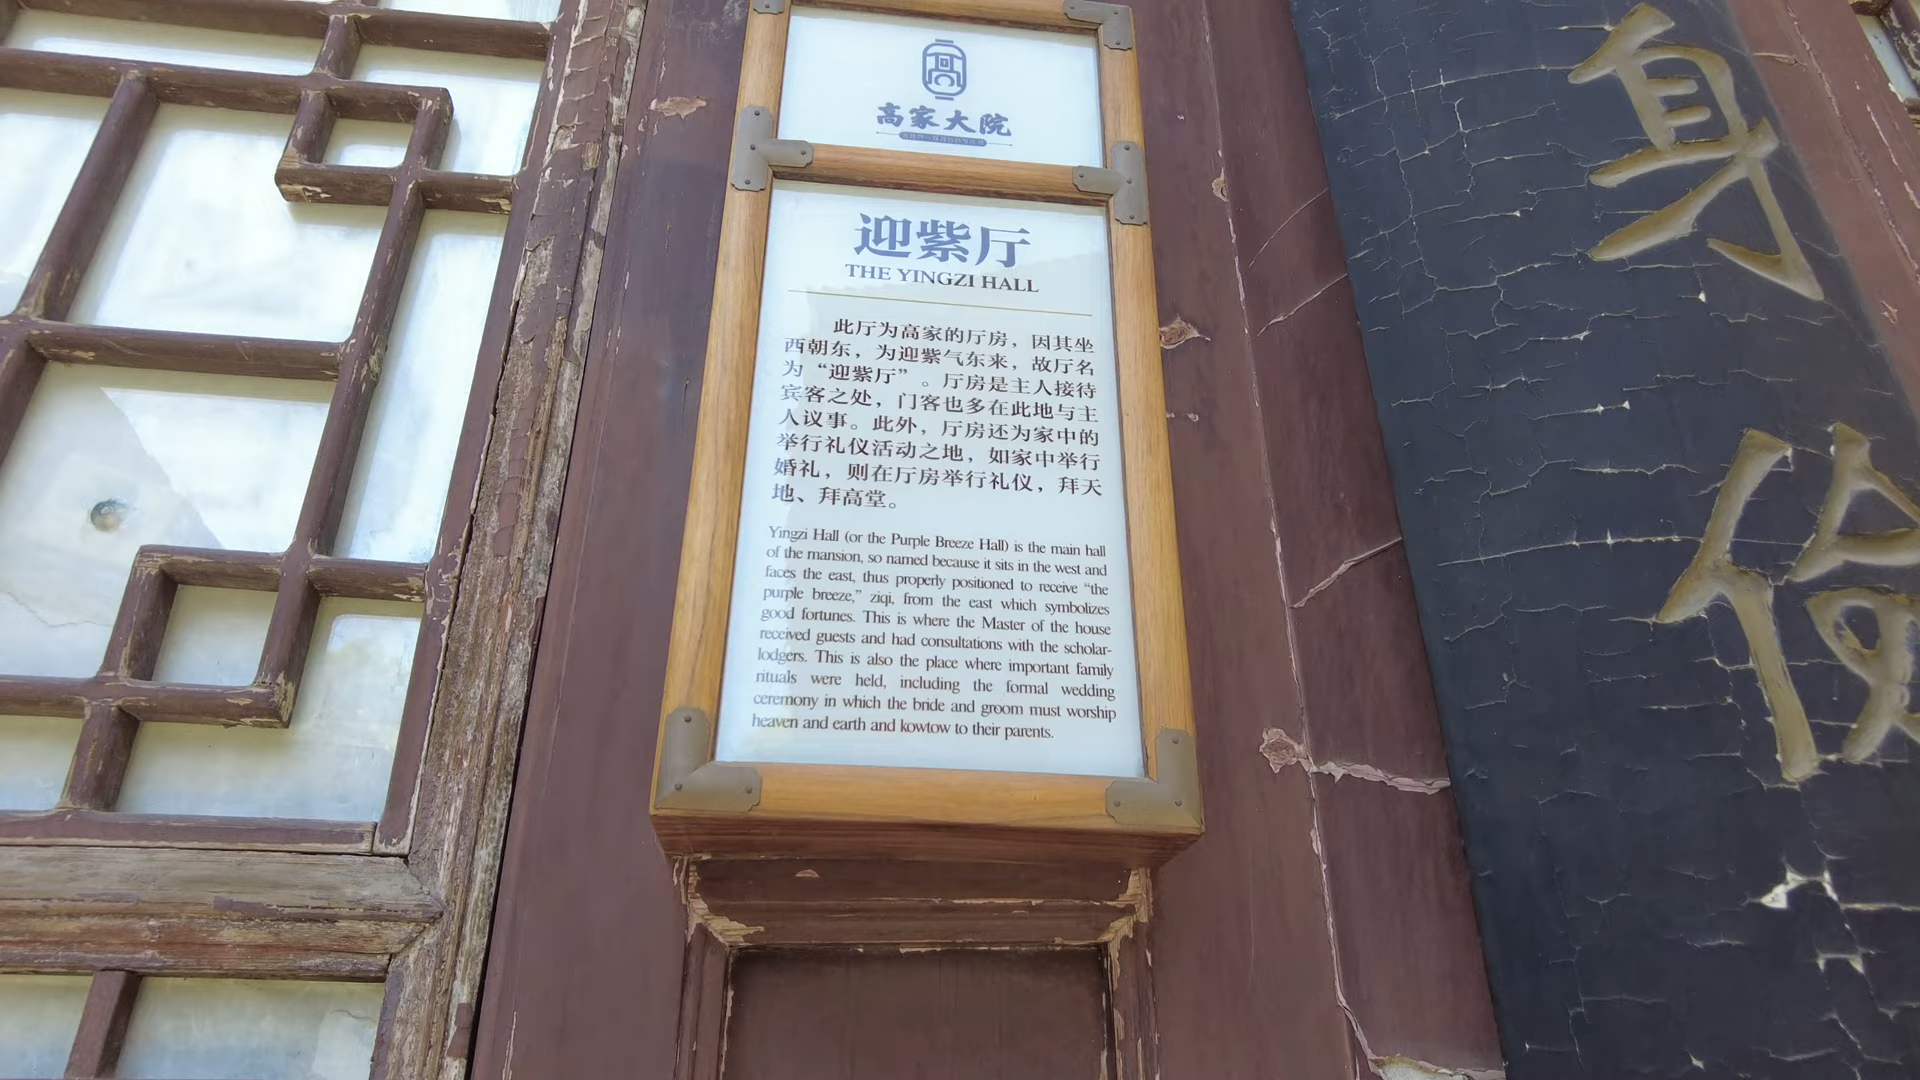 高家大院
迎紫厅
THE YINGZI HALL
此厅为高家的厅房，因其坐
西朝东，为迎紫气东来，故厅名
为“迎紫厅”。厅房是主人接待
宾客之处，门客也多在此地与主
人议事。此外，厅房还为家中的
举行礼仪活动之地，如家中举行
婚礼，则在厅房举行礼仪，拜天
地、拜高堂。
Yingzi Hall (or the Purple Breeze Hall) is the main hall
of the mansion, so named because it sits in the west and
faces the east, thus properly positioned to receive “the
purple breeze,” ziqi, from the east which symbolizes
good fortunes. This is where the Master of the house
received guests and had consultations with the scholar-
lodgers. This is also the place where important family
rituals were held, including the formal wedding
ceremony in which the bride and groom must worship
heaven and earth and kowtow to their parents.
身